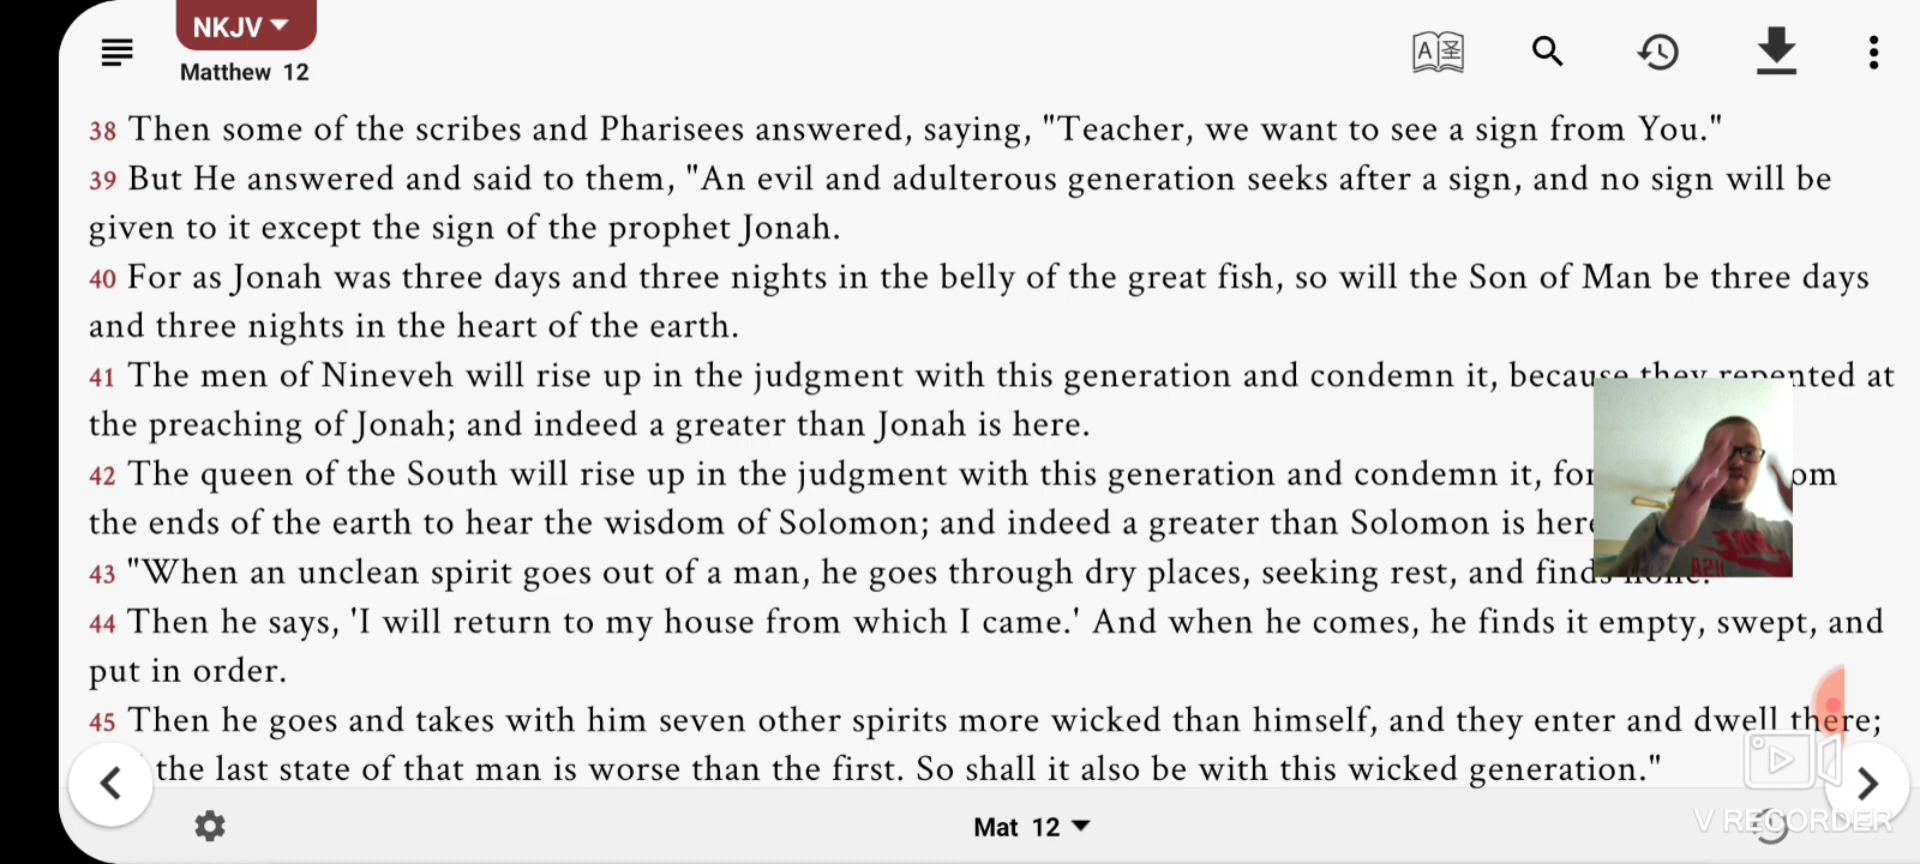 NKJV
Matthew 12
A 圣
38 Then some of the scribes and Pharisees answered, saying, "Teacher, we want to see a sign from You."
39 But He answered and said to them, "An evil and adulterous generation seeks after a sign, and no sign will be
given to it except the sign of the prophet Jonah.
40 For as Jonah was three days and three nights in the belly of the great fish, so will the Son of Man be three days
and three nights in the heart of the earth.
41 The men of Nineveh will rise up in the judgment with this generation and condemn it, because they repented at
the preaching of Jonah; and indeed a greater than Jonah is here.
42 The queen of the South will rise up in the judgment with this generation and condemn it, for
the ends of the earth to hear the wisdom of Solomon; and indeed a greater than Solomon is here
43 "When an unclean spirit goes out of a man, he goes through dry places, seeking rest, and finds none.
44 Then he says, 'I will return to my house from which I came.' And when he comes, he finds it empty, swept, and
put in order.
45 Then he goes and takes with him seven other spirits more wicked than himself, and they enter and dwell there;
the last state of that man is worse than the first. So shall it also be with this wicked generation."
Mat 12
V RECORDER